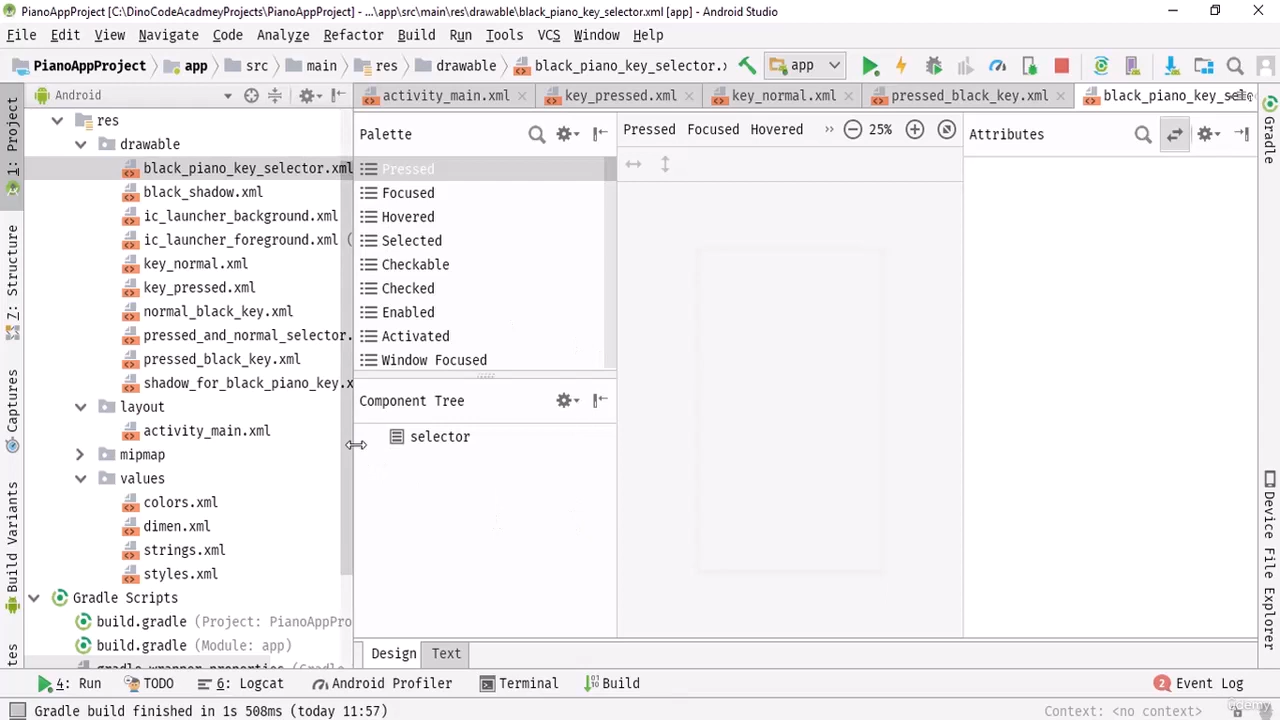 PianoAppProject [C:\DinoCodeAcadmeyProjects\PianoAppProject] - ...\app\src\main\res\drawable\black_piano_key_selector.xml [app] - Android Studio
File Edit View Navigate Code Analyze Refactor Build Run Tools VCS Window Help
PianoAppProject app src main res drawable black_piano_key_selector. app
Android activity_main.xml key_pressed.xml key_normal.xml pressed_black_key.xml black_piano_key_sele
1: Project
Z: Structure
Captures
Build Variants
res
drawable
black_piano_key_selector.xml
black_shadow.xml
ic_launcher_background.xml
ic_launcher_foreground.xml (
key_normal.xml
key_pressed.xml
normal_black_key.xml
pressed_and_normal_selector.
pressed_black_key.xml
shadow_for_black_piano_key.x
layout
activity_main.xml
mipmap
values
colors.xml
dimen.xml
strings.xml
styles.xml
Gradle Scripts
build.gradle (Project: PianoAppPro
build.gradle (Module: app)
gradle-wrapper.properties (Gradle
Palette
Pressed
Focused
Hovered
Selected
Checkable
Checked
Enabled
Activated
Window Focused
Component Tree
selector
Pressed Focused Hovered » 25%
Attributes
Gradle
Device File Explorer
Design Text
4: Run TODO 6: Logcat Android Profiler Terminal Build 2 Event Log
Gradle build finished in 1s 508ms (today 11:57) Context: <no context>
Udemy